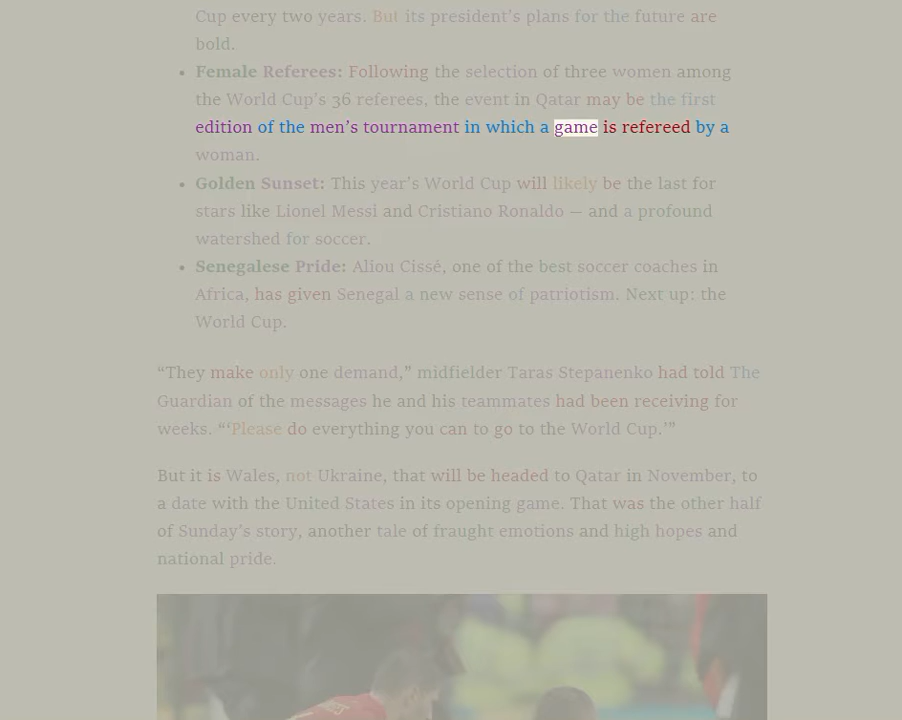 Cup every two years. But its president’s plans for the future are
bold.
• Female Referees: Following the selection of three women among
the World Cup’s 36 referees, the event in Qatar may be the first
edition of the men’s tournament in which a game is refereed by a
woman.
• Golden Sunset: This year’s World Cup will likely be the last for
stars like Lionel Messi and Cristiano Ronaldo — and a profound
watershed for soccer.
• Senegalese Pride: Aliou Cissé, one of the best soccer coaches in
Africa, has given Senegal a new sense of patriotism. Next up: the
World Cup.
“They make only one demand,” midfielder Taras Stepanenko had told The
Guardian of the messages he and his teammates had been receiving for
weeks. “‘Please do everything you can to go to the World Cup.’”
But it is Wales, not Ukraine, that will be headed to Qatar in November, to
a date with the United States in its opening game. That was the other half
of Sunday’s story, another tale of fraught emotions and high hopes and
national pride.